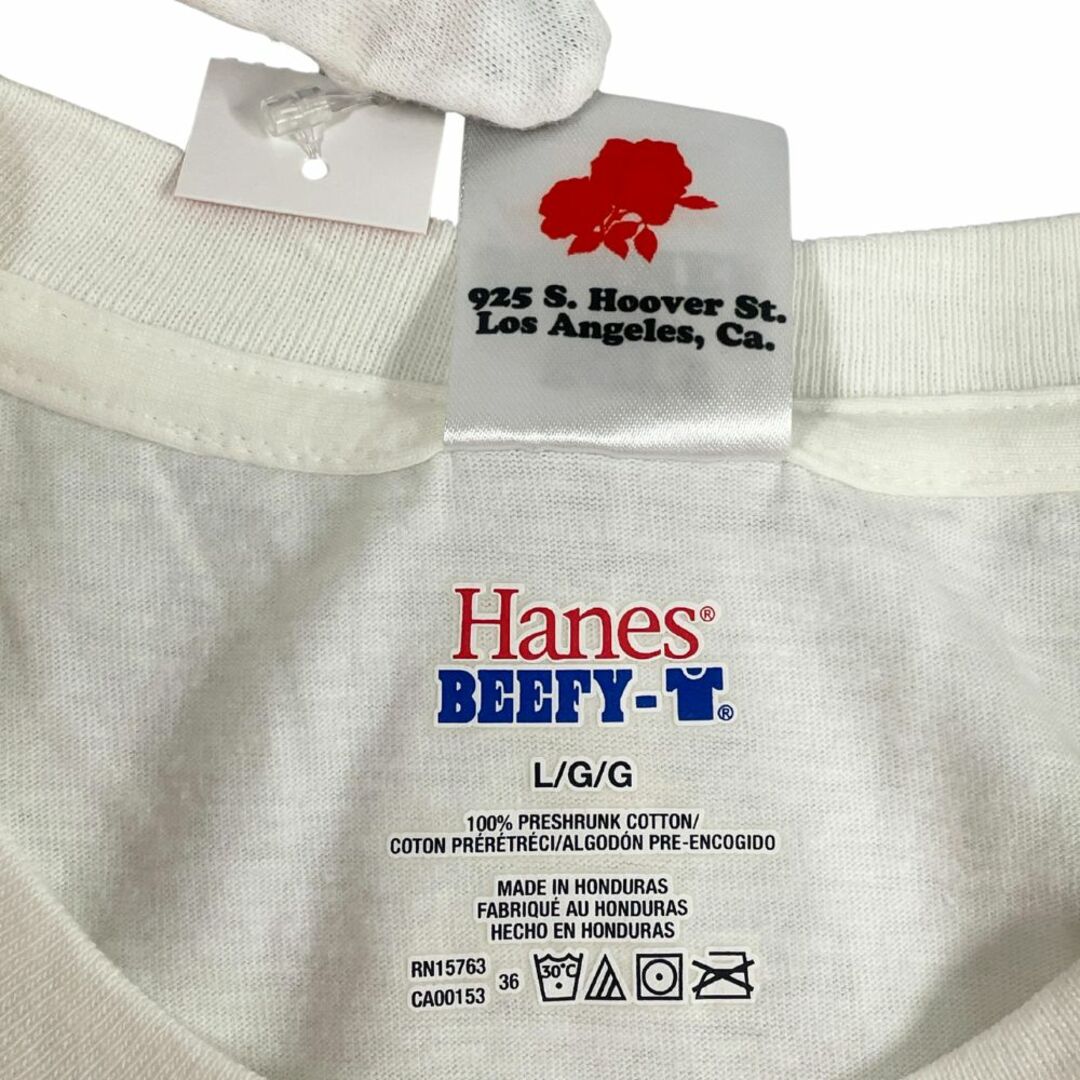 925 S. Hoover St.
Los Angeles, Ca.
Hanes®
BEEFY-T®
L/G/G
100% PRESHRUNK COTTON/
COTON PRÉRÉTRÉCI/ALGODÓN PRE-ENCOGIDO
MADE IN HONDURAS
FABRIQUÉ AU HONDURAS
HECHO EN HONDURAS
RN15763
CA00153
36
30°C